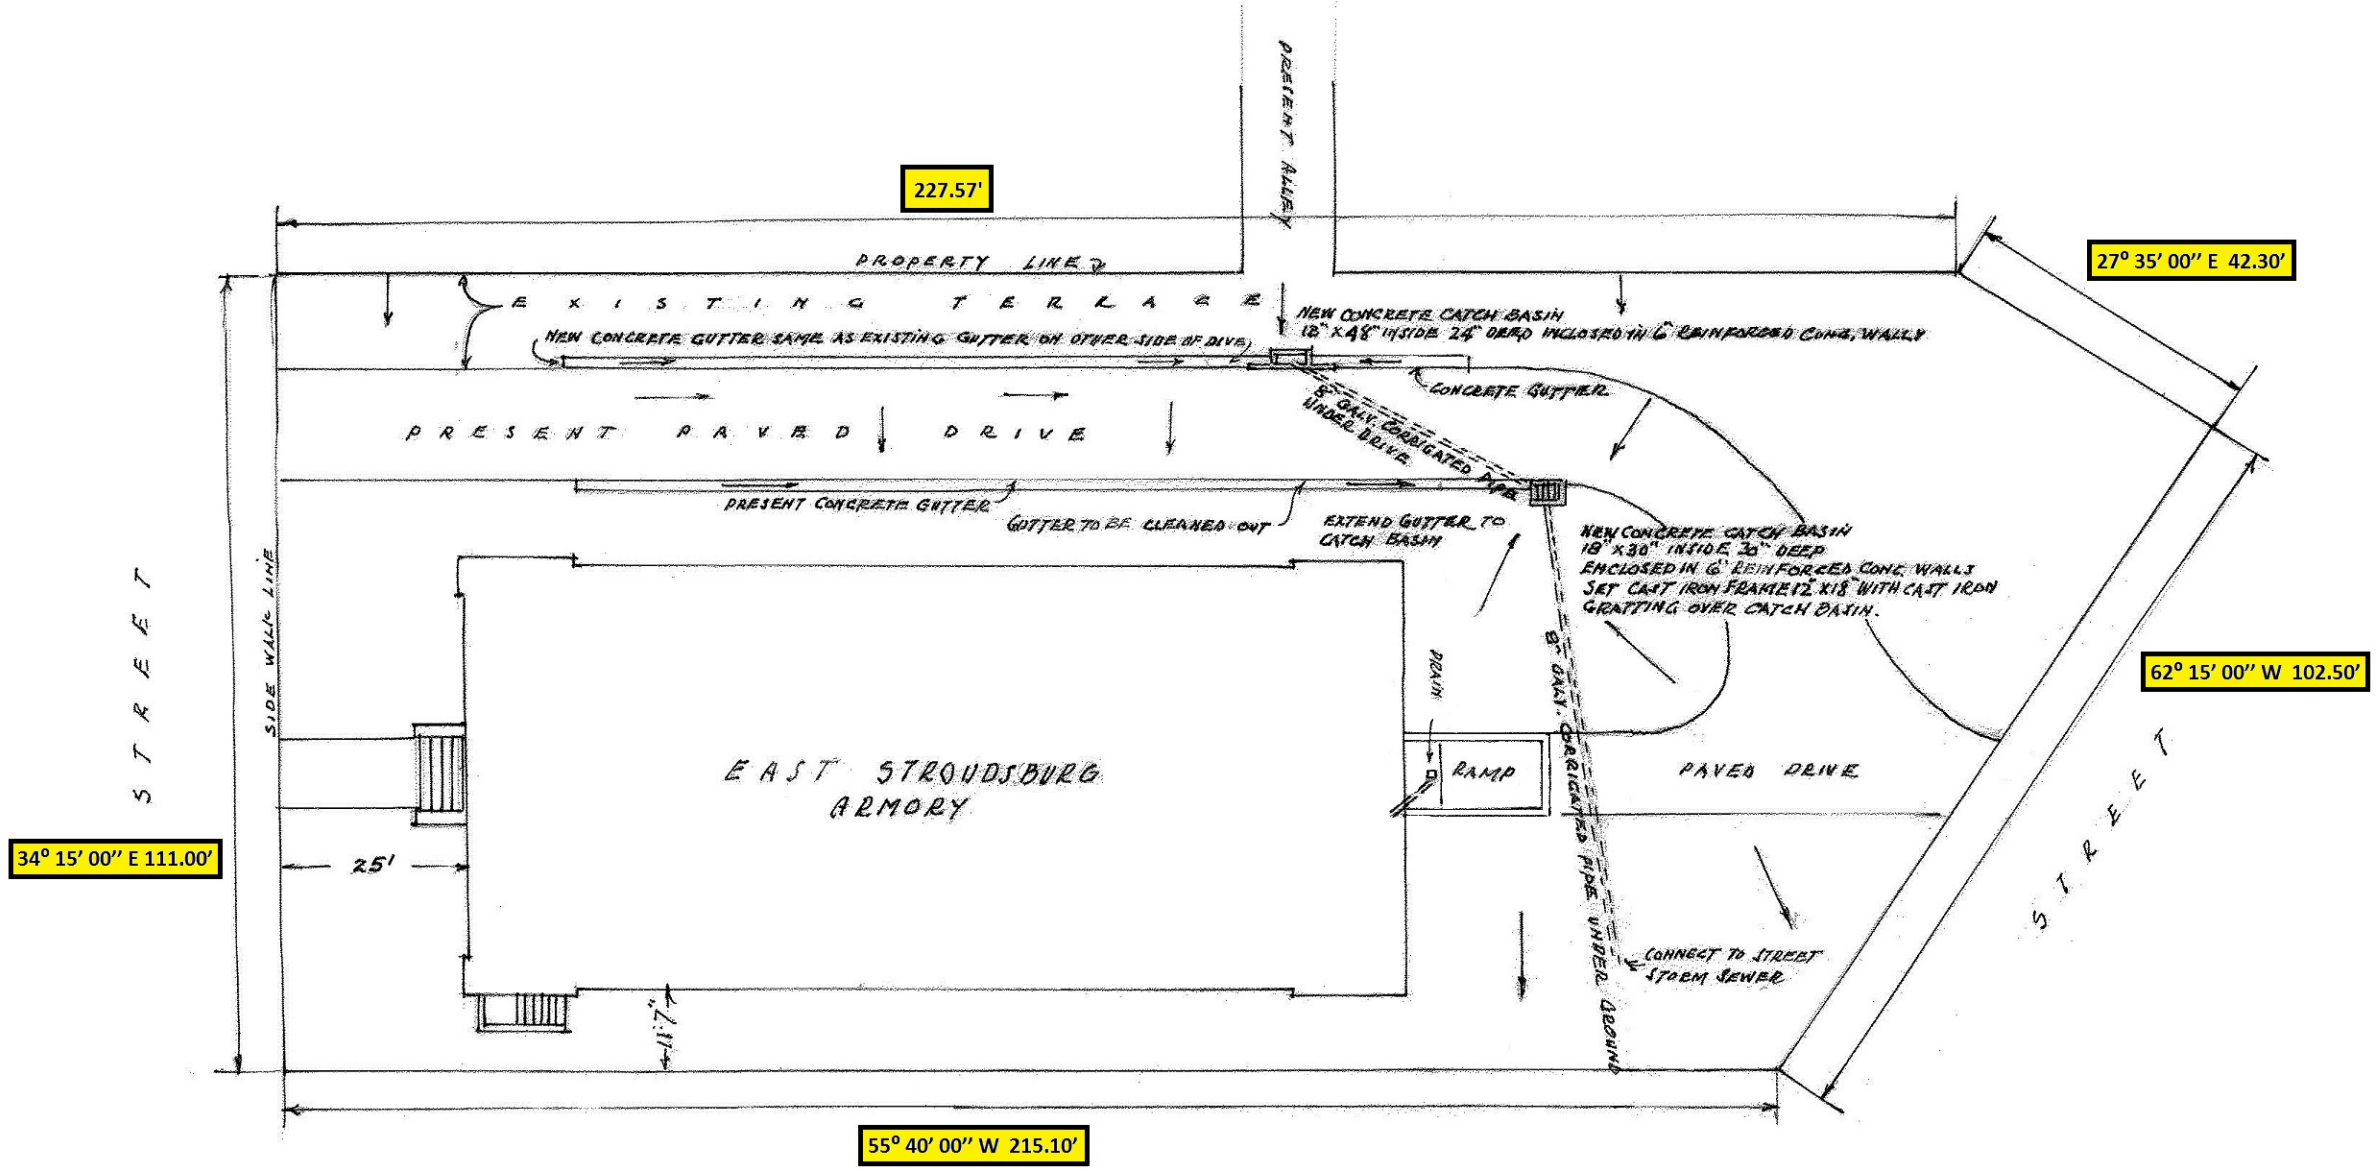 PRESENT ALLEY
227.57'
27⁰ 35' 00'' E 42.30'
PROPERTY LINE
EXISTING TERRACE
NEW CONCRETE CATCH BASIN
18" X 48" INSIDE 24" DEEP INCLOSED IN 6" REINFORCED CONC. WALLS
NEW CONCRETE GUTTER SAME AS EXISTING GUTTER ON OTHER SIDE OF DIVE
CONCRETE GUTTER
8" GALV. CORRIGATED PIPE
UNDER DRIVE
PRESENT PAVED DRIVE
PRESENT CONCRETE GUTTER
GUTTER TO BE CLEANED OUT
EXTEND GUTTER TO
CATCH BASIN
NEW CONCRETE CATCH BASIN
18" X 30" INSIDE 30" DEEP
ENCLOSED IN 6" REINFORCED CONC. WALLS
SET CAST IRON FRAME 12" X 18" WITH CAST IRON
GRATTING OVER CATCH BASIN.
STREET
SIDE WALK LINE
62⁰ 15' 00'' W 102.50'
DRAIN
8" GALV. CORRIGATED PIPE UNDER GROUND
EAST STROUDSBURG
ARMORY
RAMP
PAVED DRIVE
STREET
34⁰ 15' 00'' E 111.00'
25'
CONNECT TO STREET
STORM SEWER
11'-7"
55⁰ 40' 00'' W 215.10'